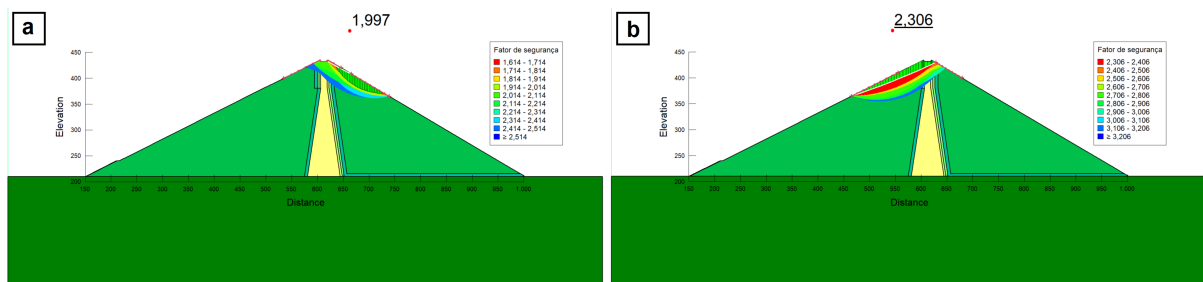 a
1,997
Fator de segurança
1,614 - 1,714
1,714 - 1,814
1,814 - 1,914
1,914 - 2,014
2,014 - 2,114
2,114 - 2,214
2,214 - 2,314
2,314 - 2,414
2,414 - 2,514
≥ 2,514
Elevation
450
400
350
300
250
200
150 200 250 300 350 400 450 500 550 600 650 700 750 800 850 900 950 1.000
Distance
b
2,306
Fator de segurança
2,306 - 2,406
2,406 - 2,506
2,506 - 2,606
2,606 - 2,706
2,706 - 2,806
2,806 - 2,906
2,906 - 3,006
3,006 - 3,106
3,106 - 3,206
≥ 3,206
Elevation
450
400
350
300
250
200
150 200 250 300 350 400 450 500 550 600 650 700 750 800 850 900 950 1.000
Distance